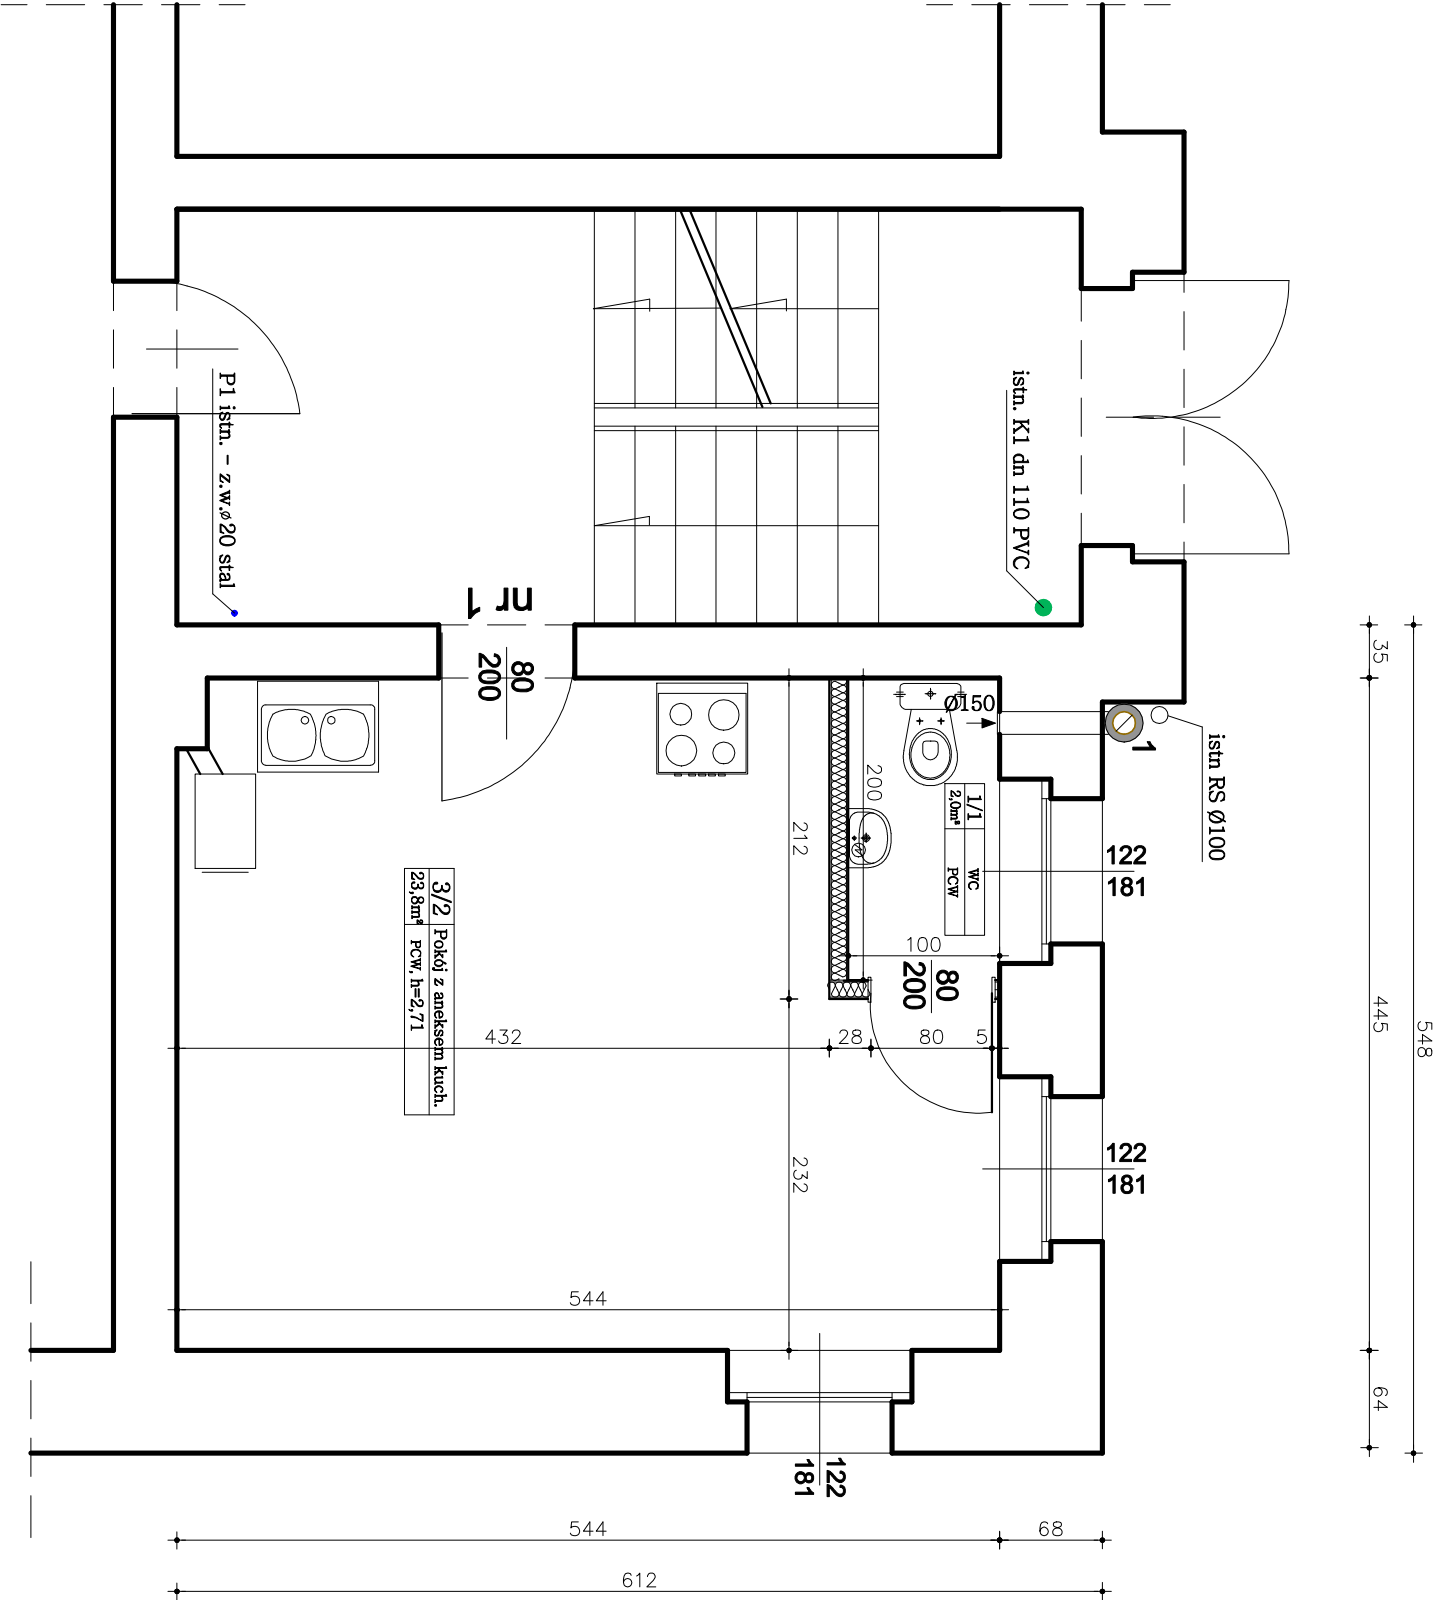 P1 istn. - z.w.ø20 stal
istn. K1 dn 110 PVC
nr 1
80
200
Ø150
1
istn RS Ø100
35
200
1/1
WC
2,0m²
PCW
122
181
212
100
80
200
3/2 Pokój z aneksem kuch.
23,8m² PCW, h=2,71
432
28
80
5
445
548
122
181
232
544
64
122
181
544
68
612